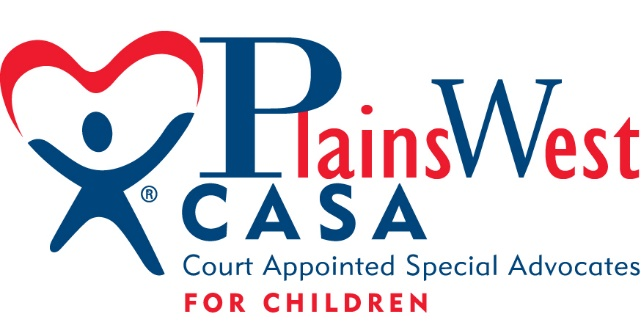 PlainsWest
® CASA
Court Appointed Special Advocates
FOR CHILDREN